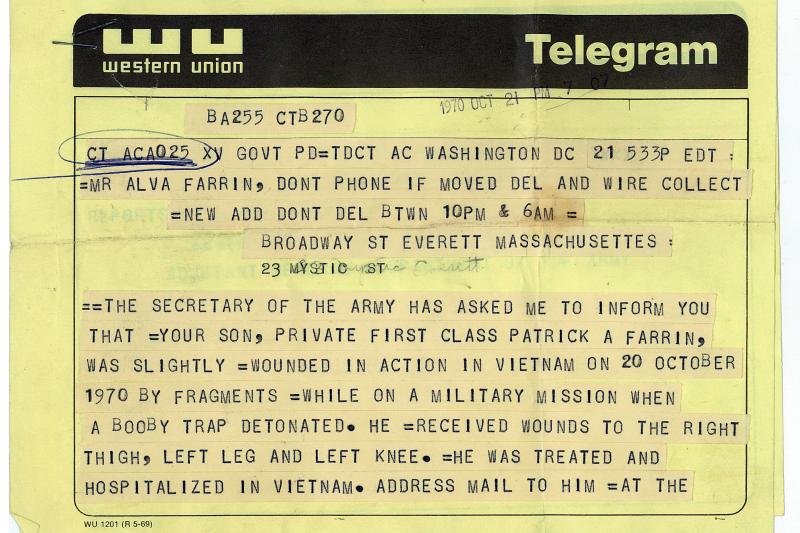 WU
western union
Telegram
1970 OCT 21 PM 7 07
BA255 CTB270
CT ACA025 XV GOVT PD=TDCT AC WASHINGTON DC 21 533P EDT :
=MR ALVA FARRIN, DONT PHONE IF MOVED DEL AND WIRE COLLECT
=NEW ADD DONT DEL BTWN 10PM & 6AM =
BROADWAY ST EVERETT MASSACHUSETTES :
23 MYSTIC ST Everett
==THE SECRETARY OF THE ARMY HAS ASKED ME TO INFORM YOU
THAT =YOUR SON, PRIVATE FIRST CLASS PATRICK A FARRIN,
WAS SLIGHTLY =WOUNDED IN ACTION IN VIETNAM ON 20 OCTOBER
1970 BY FRAGMENTS =WHILE ON A MILITARY MISSION WHEN
A BOOBY TRAP DETONATED. HE =RECEIVED WOUNDS TO THE RIGHT
THIGH, LEFT LEG AND LEFT KNEE. =HE WAS TREATED AND
HOSPITALIZED IN VIETNAM. ADDRESS MAIL TO HIM =AT THE
WU 1201 (R 5-69)